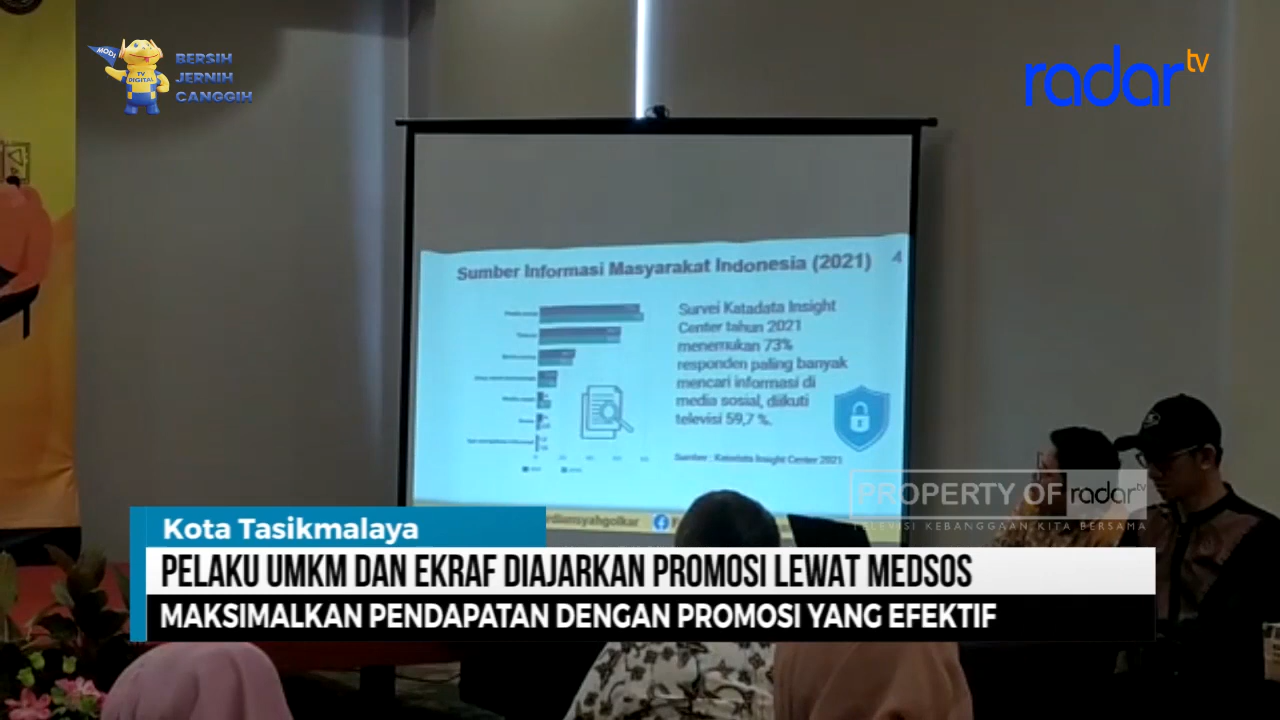 MODI
TV
DIGITAL
BERSIH
JERNIH
CANGGIH
radar tv
Sumber Informasi Masyarakat Indonesia (2021)
4
Survei Katadata Insight
Center tahun 2021
menemukan 73%
responden paling banyak
mencari informasi di
media sosial, diikuti
televisi 59,7 %.
Sumber : Katadata Insight Center 2021
PROPERTY OF radar tv
TELEVISI KEBANGGAAN KITA BERSAMA
Kota Tasikmalaya
PELAKU UMKM DAN EKRAF DIAJARKAN PROMOSI LEWAT MEDSOS
MAKSIMALKAN PENDAPATAN DENGAN PROMOSI YANG EFEKTIF